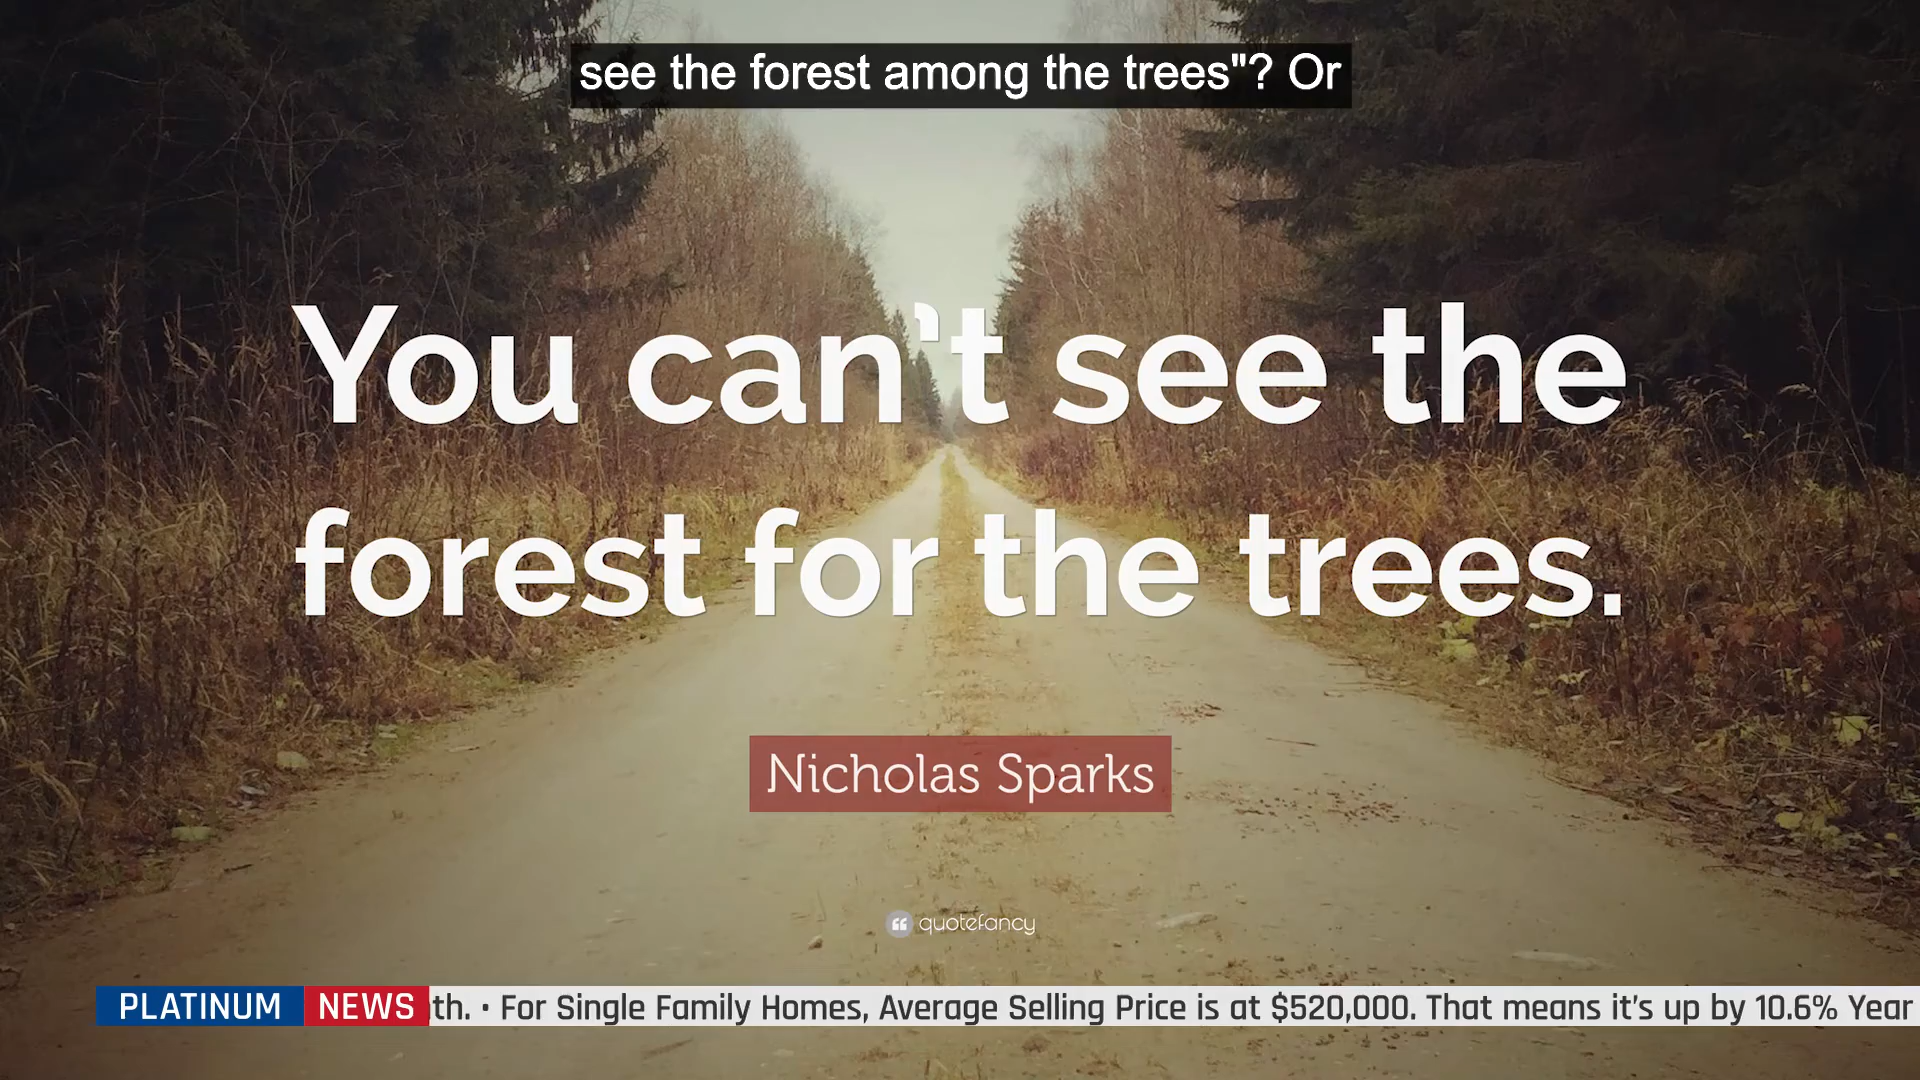 see the forest among the trees"? Or
You can't see the
forest for the trees.
Nicholas Sparks
quotefancy
PLATINUM NEWS th. • For Single Family Homes, Average Selling Price is at $520,000. That means it's up by 10.6% Year